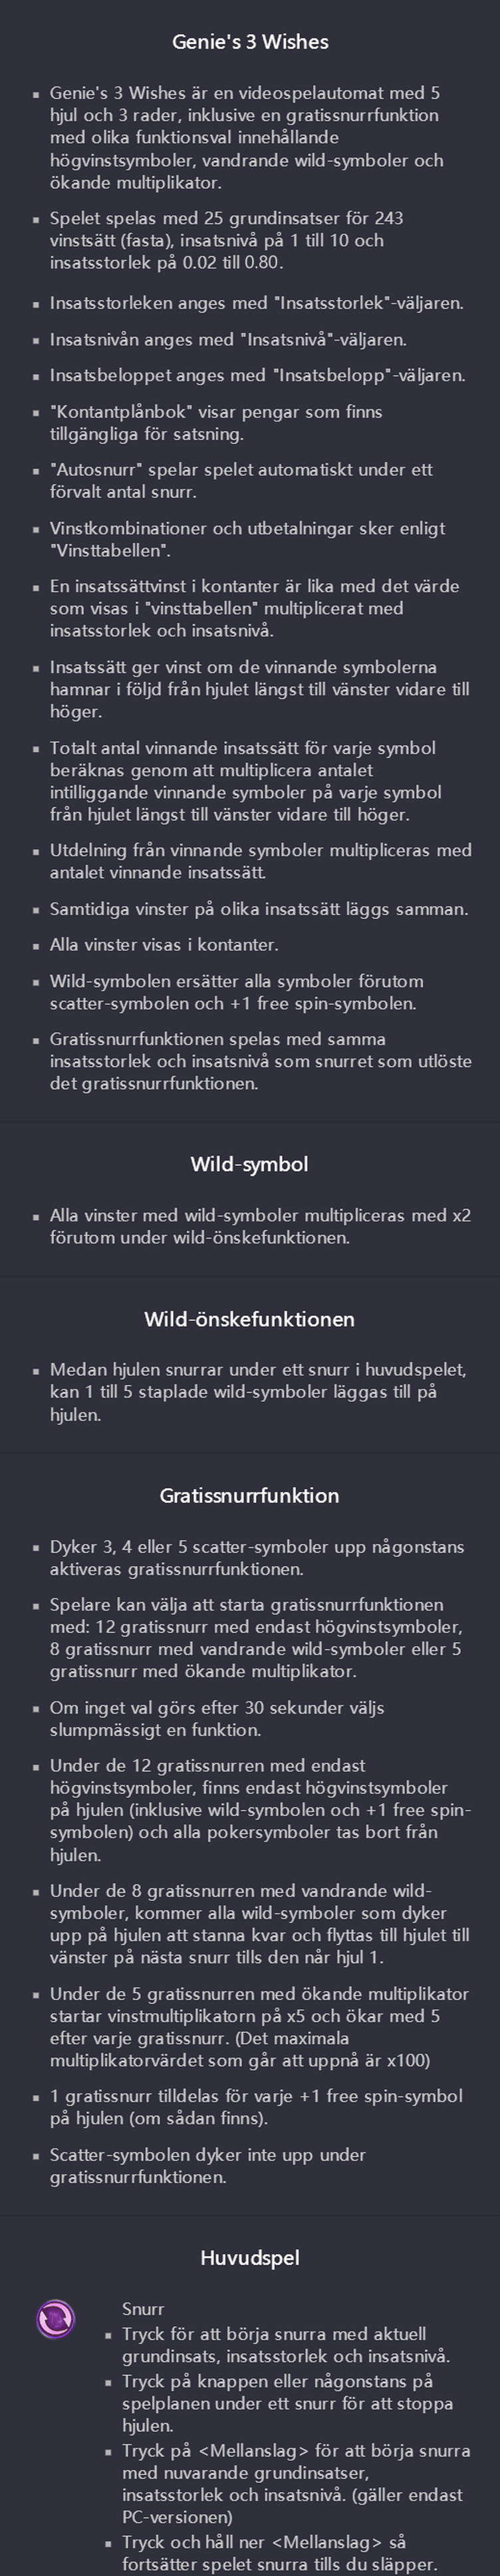 Genie's 3 Wishes
Genie's 3 Wishes är en videospelautomat med 5
hjul och 3 rader, inklusive en gratissnurrfunktion
med olika funktionsval innehållande
högvinstsymboler, vandrande wild-symboler och
ökande multiplikator.
Spelet spelas med 25 grundinsatser för 243
vinstsätt (fasta), insatsnivå på 1 till 10 och
insatsstorlek på 0.02 till 0.80.
Insatsstorleken anges med "Insatsstorlek"-väljaren.
Insatsnivån anges med "Insatsnivå"-väljaren.
Insatsbeloppet anges med "Insatsbelopp"-väljaren.
"Kontantplånbok" visar pengar som finns
tillgängliga för satsning.
"Autosnurr" spelar spelet automatiskt under ett
förvalt antal snurr.
Vinstkombinationer och utbetalningar sker enligt
"Vinsttabellen".
En insatssättvinst i kontanter är lika med det värde
som visas i "vinsttabellen" multiplicerat med
insatsstorlek och insatsnivå.
Insatssätt ger vinst om de vinnande symbolerna
hamnar i följd från hjulet längst till vänster vidare till
höger.
Totalt antal vinnande insatssätt för varje symbol
beräknas genom att multiplicera antalet
intilliggande vinnande symboler på varje symbol
från hjulet längst till vänster vidare till höger.
Utdelning från vinnande symboler multipliceras med
antalet vinnande insatssätt.
Samtidiga vinster på olika insatssätt läggs samman.
Alla vinster visas i kontanter.
Wild-symbolen ersätter alla symboler förutom
scatter-symbolen och +1 free spin-symbolen.
Gratissnurrfunktionen spelas med samma
insatsstorlek och insatsnivå som snurret som utlöste
det gratissnurrfunktionen.
Wild-symbol
Alla vinster med wild-symboler multipliceras med x2
förutom under wild-önskefunktionen.
Wild-önskefunktionen
Medan hjulen snurrar under ett snurr i huvudspelet,
kan 1 till 5 staplade wild-symboler läggas till på
hjulen.
Gratissnurrfunktion
Dyker 3, 4 eller 5 scatter-symboler upp någonstans
aktiveras gratissnurrfunktionen.
Spelare kan välja att starta gratissnurrfunktionen
med: 12 gratissnurr med endast högvinstsymboler,
8 gratissnurr med vandrande wild-symboler eller 5
gratissnurr med ökande multiplikator.
Om inget val görs efter 30 sekunder väljs
slumpmässigt en funktion.
Under de 12 gratissnurren med endast
högvinstsymboler, finns endast högvinstsymboler
på hjulen (inklusive wild-symbolen och +1 free spin-
symbolen) och alla pokersymboler tas bort från
hjulen.
Under de 8 gratissnurren med vandrande wild-
symboler, kommer alla wild-symboler som dyker
upp på hjulen att stanna kvar och flyttas till hjulet till
vänster på nästa snurr tills den når hjul 1.
Under de 5 gratissnurren med ökande multiplikator
startar vinstmultiplikatorn på x5 och ökar med 5
efter varje gratissnurr. (Det maximala
multiplikatorvärdet som går att uppnå är x100)
1 gratissnurr tilldelas för varje +1 free spin-symbol
på hjulen (om sådan finns).
Scatter-symbolen dyker inte upp under
gratissnurrfunktionen.
Huvudspel
Snurr
Tryck för att börja snurra med aktuell
grundinsats, insatsstorlek och insatsnivå.
Tryck på knappen eller någonstans på
spelplanen under ett snurr för att stoppa
hjulen.
Tryck på <Mellanslag> för att börja snurra
med nuvarande grundinsatser,
insatsstorlek och insatsnivå. (gäller endast
PC-versionen)
Tryck och håll ner <Mellanslag> så
fortsätter spelet snurra tills du släpper.